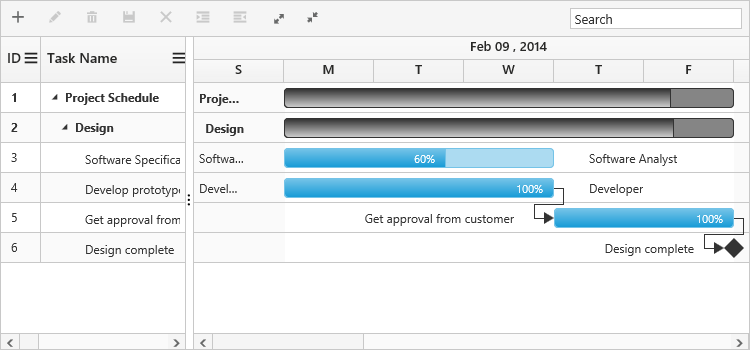 Search
Feb 09 , 2014
ID Task Name
S M T W T F
1 Project Schedule Proje...
2 Design Design
3 Software Specifica Softwa... 60% Software Analyst
4 Develop prototype Devel... 100% Developer
5 Get approval from Get approval from customer 100%
6 Design complete Design complete